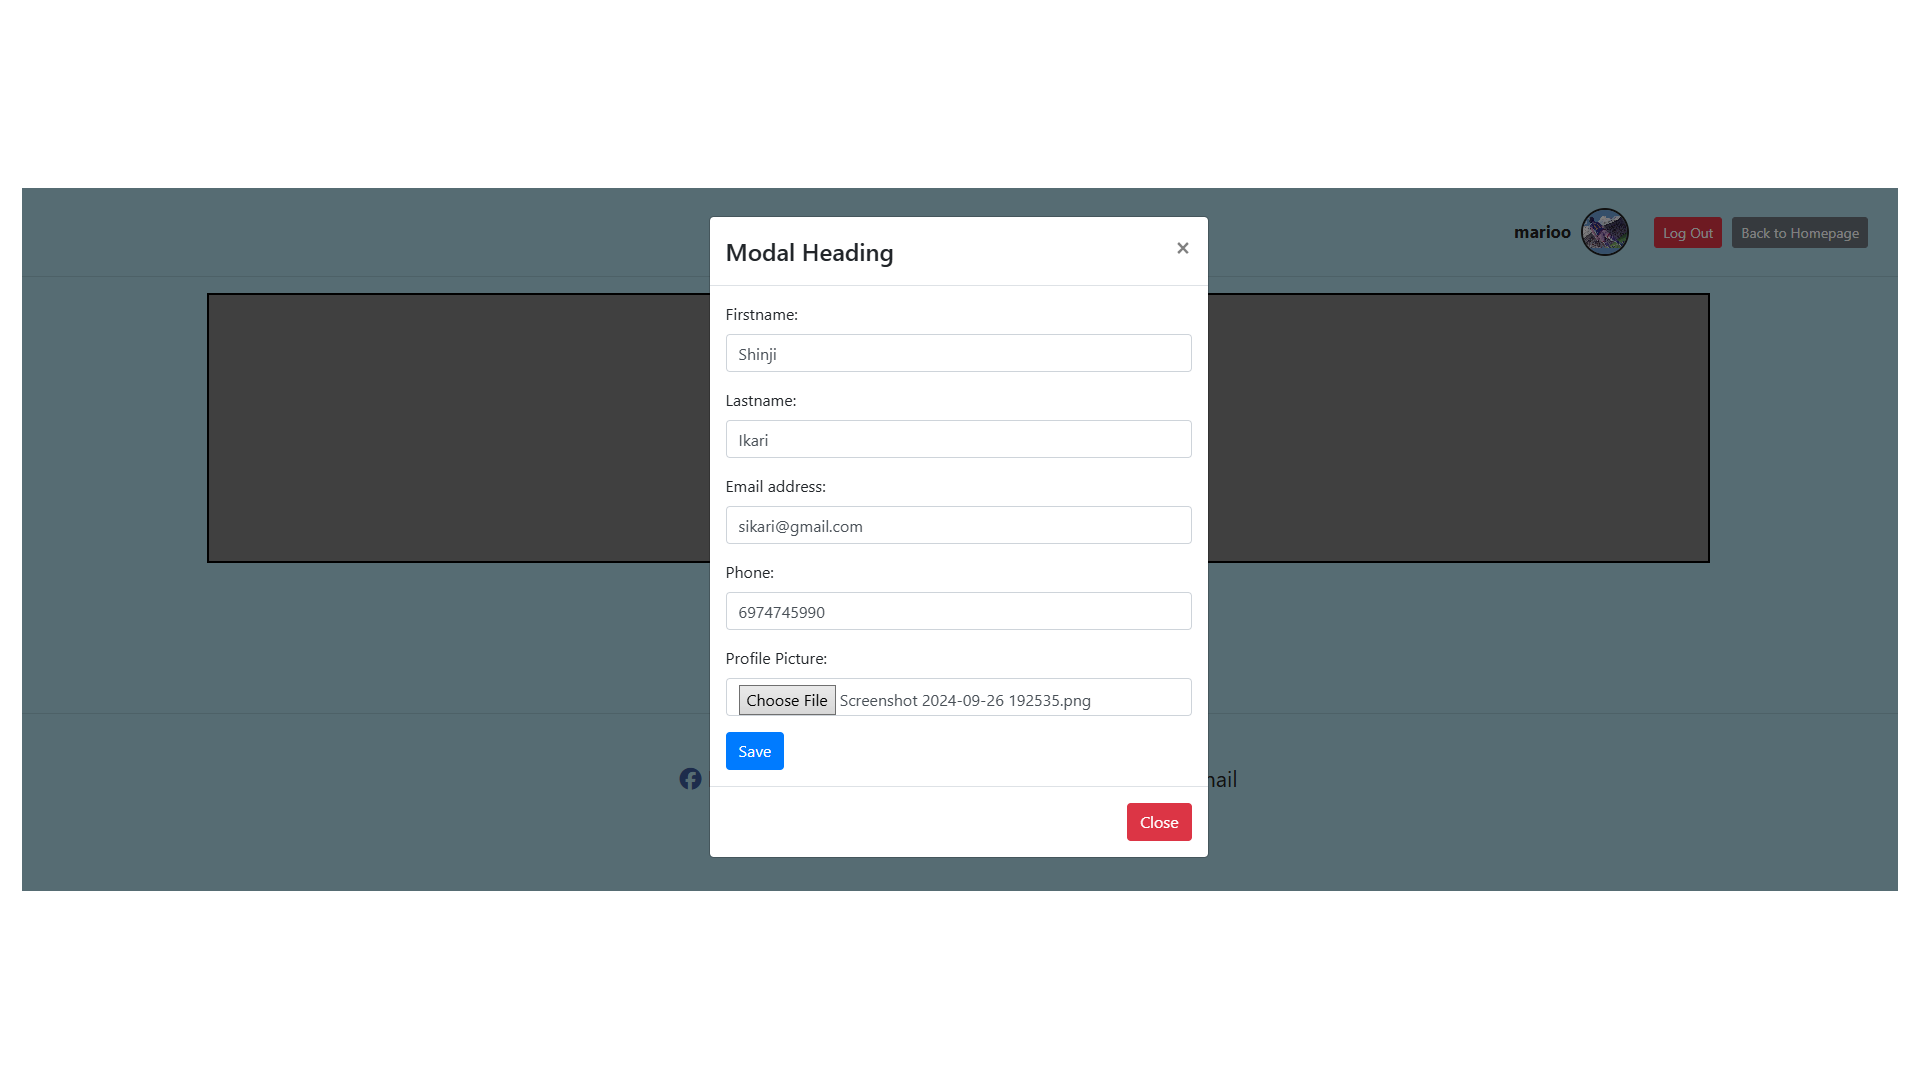 marioo
Log Out
Back to Homepage
Modal Heading
×
Firstname:
Shinji
Lastname:
Ikari
Email address:
sikari@gmail.com
Phone:
6974745990
Profile Picture:
Choose File Screenshot 2024-09-26 192535.png
Save
ail
Close